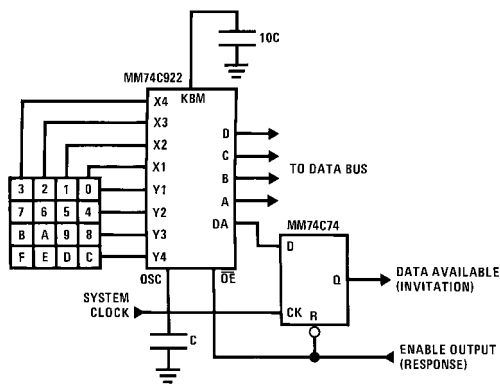 10C
MM74C922
KBM
X4
X3
X2
X1
Y1
Y2
Y3
Y4
D
C
B
A
DA
TO DATA BUS
3 2 1 0
7 6 5 4
B A 9 8
F E D C
OSC
OE
MM74C74
D
Q
CK
R
DATA AVAILABLE
(INVITATION)
SYSTEM
CLOCK
C
ENABLE OUTPUT
(RESPONSE)